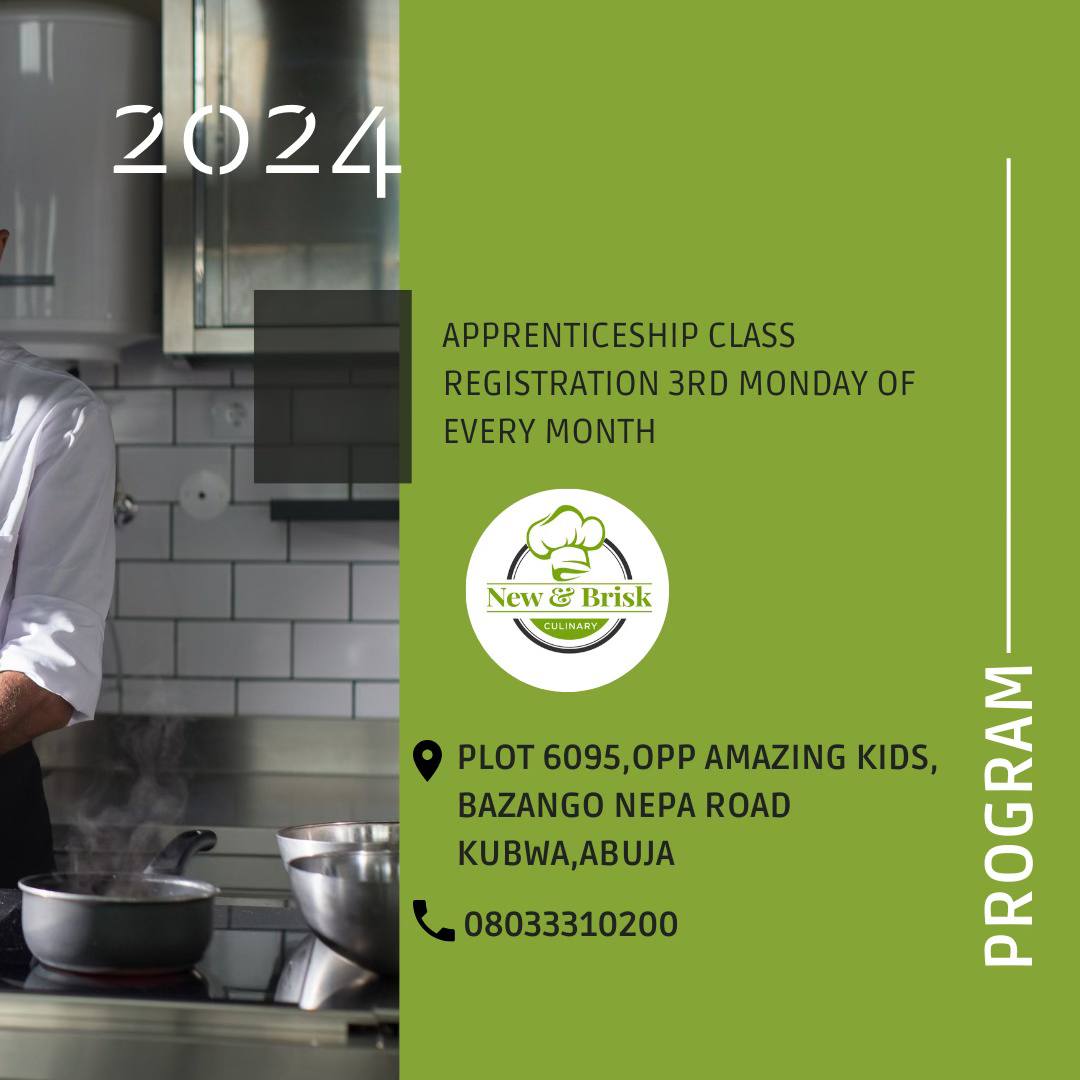 2024
APPRENTICESHIP CLASS
REGISTRATION 3RD MONDAY OF
EVERY MONTH
New & Brisk
CULINARY
PLOT 6095,OPP AMAZING KIDS,
BAZANGO NEPA ROAD
KUBWA,ABUJA
08033310200
PROGRAM